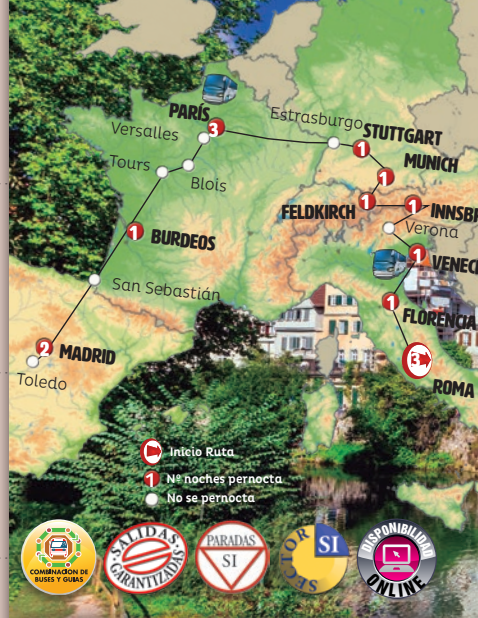 PARÍS
3
Versalles
Estrasburgo
STUTTGART
1
MUNICH
1
Tours
Blois
FELDKIRCH
1
1
INNSB
Verona
1
BURDEOS
1
VENEC
San Sebastián
1
FLORENCIA
2
MADRID
Toledo
3
ROMA
Inicio Ruta
1
Nº noches pernocta
No se pernocta
COMBINACION DE
BUSES Y GUIAS
SALIDAS
GARANTIZADAS
PARADAS
SI
SECTOR
SI
DISPONIBILIDAD
ONLINE